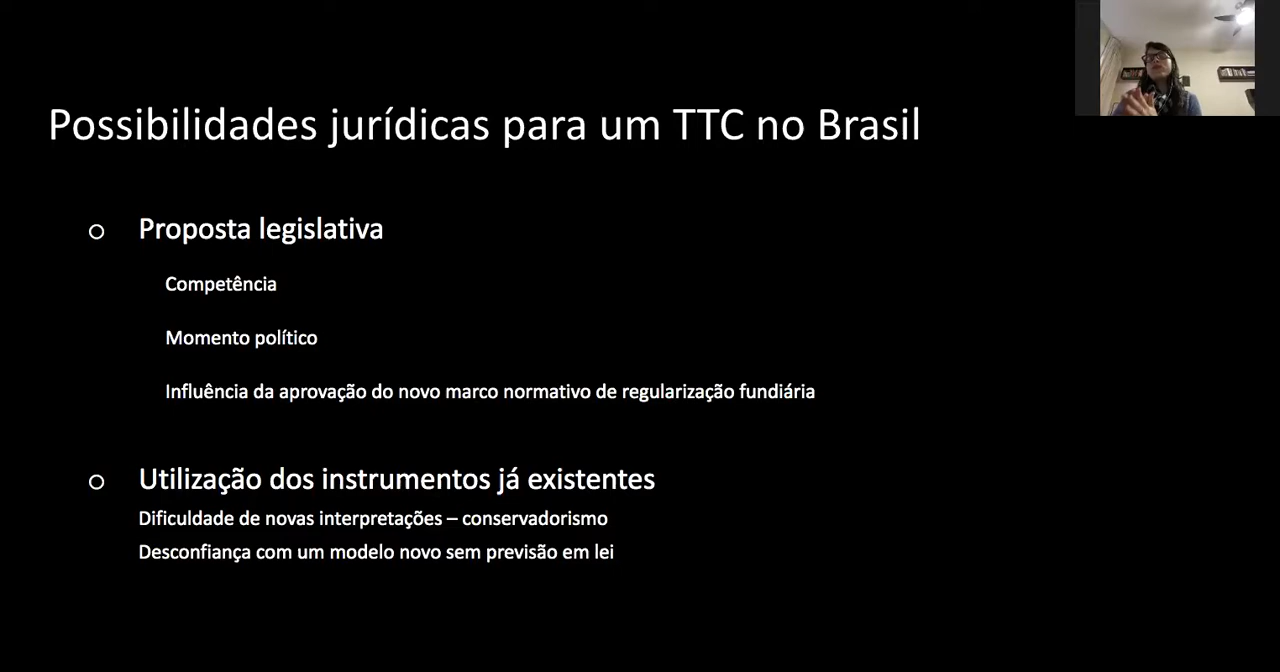 Possibilidades jurídicas para um TTC no Brasil
Proposta legislativa
Competência
Momento político
Influência da aprovação do novo marco normativo de regularização fundiária
Utilização dos instrumentos já existentes
Dificuldade de novas interpretações – conservadorismo
Desconfiança com um modelo novo sem previsão em lei